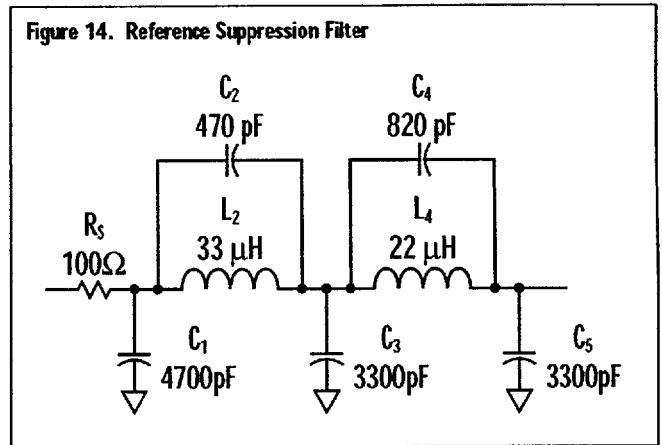 Figure 14. Reference Suppression Filter
C2
470 pF
C4
820 pF
L2
33 μH
L4
22 μH
RS
100Ω
C1
4700pF
C3
3300pF
C5
3300pF